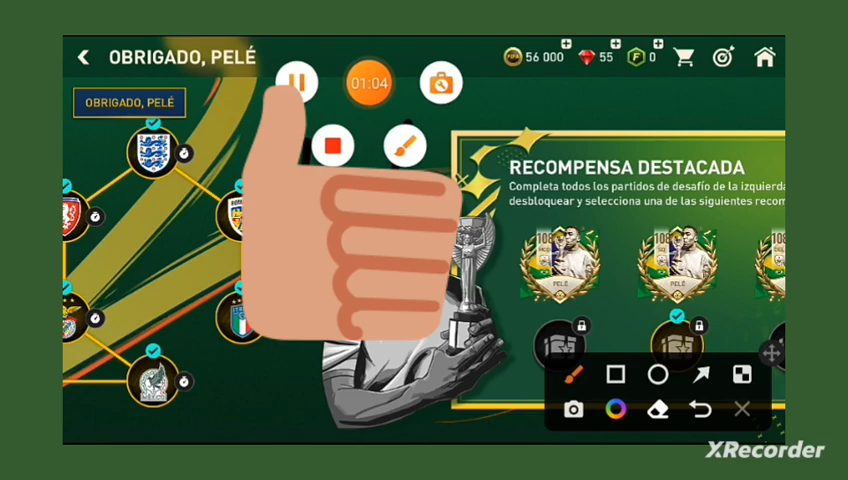 OBRIGADO, PELÉ
56 000
55
F 0
01:04
OBRIGADO, PELÉ
RECOMPENSA DESTACADA
Completa todos los partidos de desafío de la izquierda
desbloquear y selecciona una de las siguientes recom
108
PELÉ
108
PELÉ
108
XRecorder